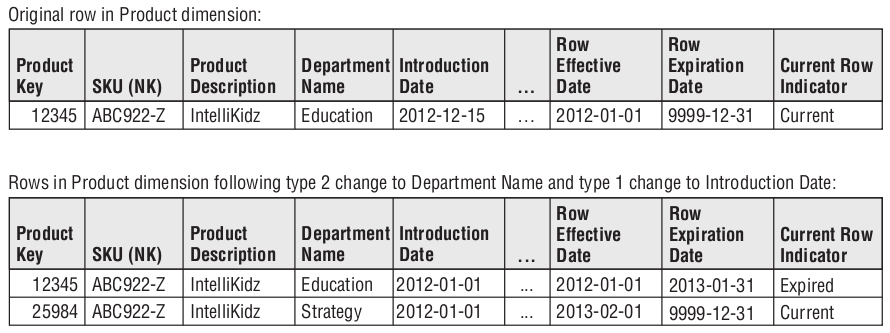 Original row in Product dimension:
Product Key SKU (NK) Product Description Department Name Introduction Date ... Row Effective Date Row Expiration Date Current Row Indicator
12345 ABC922-Z IntelliKidz Education 2012-12-15 ... 2012-01-01 9999-12-31 Current
Rows in Product dimension following type 2 change to Department Name and type 1 change to Introduction Date:
Product Key SKU (NK) Product Description Department Name Introduction Date ... Row Effective Date Row Expiration Date Current Row Indicator
12345 ABC922-Z IntelliKidz Education 2012-01-01 ... 2012-01-01 2013-01-31 Expired
25984 ABC922-Z IntelliKidz Strategy 2012-01-01 ... 2013-02-01 9999-12-31 Current